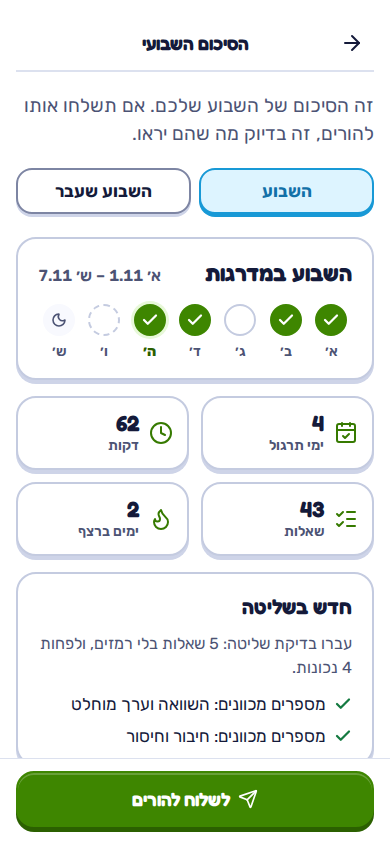 הסיכום השבועי
זה הסיכום של השבוע שלכם. אם תשלחו אותו
להורים, זה בדיוק מה שהם יראו.
השבוע
השבוע שעבר
השבוע במדרגות
א׳ 1.11 – ש׳ 7.11
א׳ ב׳ ג׳ ד׳ ה׳ ו׳ ש׳
4
ימי תרגול
62
דקות
43
שאלות
2
ימים ברצף
חדש בשליטה
עברו בדיקת שליטה: 5 שאלות בלי רמזים, ולפחות
4 נכונות.
מספרים מכוונים: השוואה וערך מוחלט
מספרים מכוונים: חיבור וחיסור
לשלוח להורים